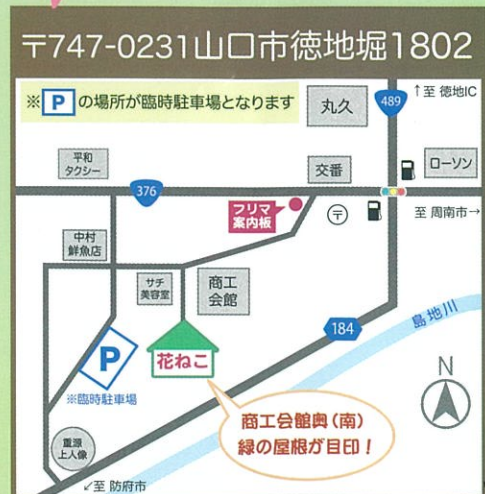 〒747-0231山口市徳地堀1802
※Pの場所が臨時駐車場となります
丸久
489
↑至 徳地IC
平和
タクシー
376
交番
ローソン
フリマ
案内板
〒
至 周南市→
中村
鮮魚店
サチ
美容室
商工
会館
184
島地川
P
花ねこ
※臨時駐車場
N
商工会館奥(南)
緑の屋根が目印！
重源
上人像
↙至 防府市